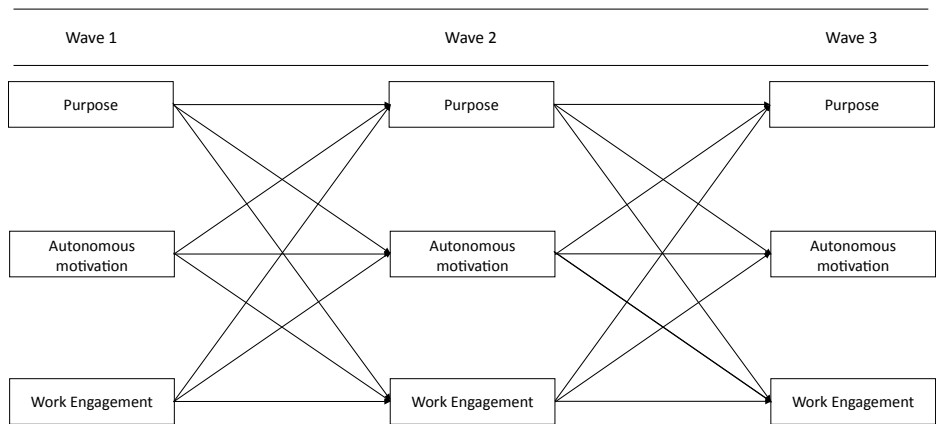 Wave 1
Wave 2
Wave 3
Purpose
Purpose
Purpose
Autonomous
motivation
Autonomous
motivation
Autonomous
motivation
Work Engagement
Work Engagement
Work Engagement